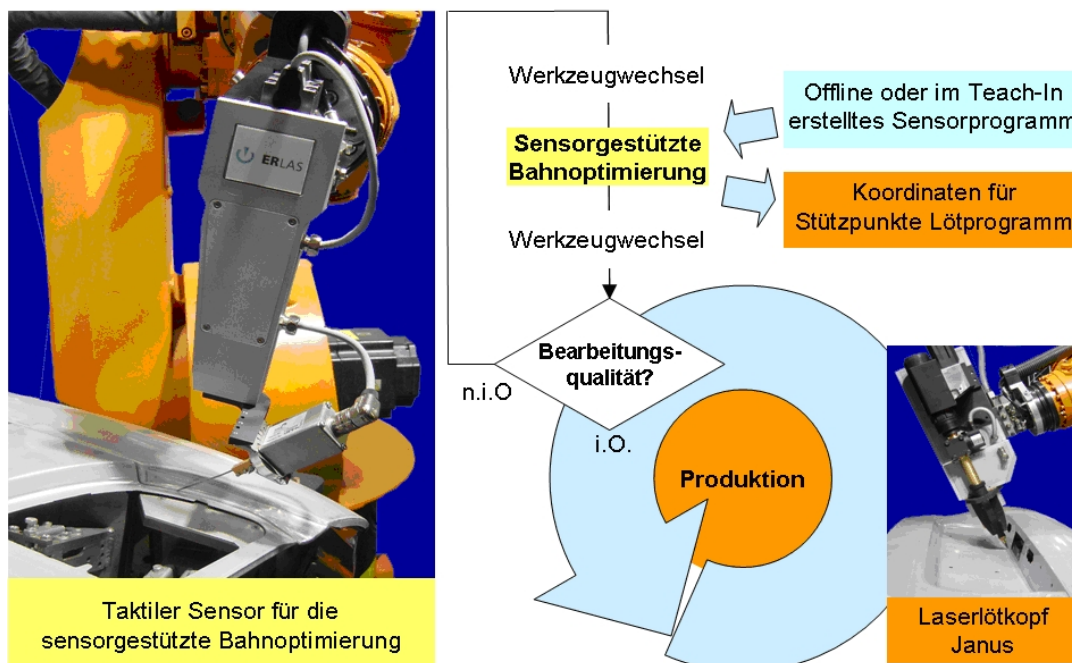 ERLAS
Taktiler Sensor für die
sensorgestützte Bahnoptimierung
Werkzeugwechsel
Sensorgestützte
Bahnoptimierung
Werkzeugwechsel
Offline oder im Teach-In
erstelltes Sensorprogramm
Koordinaten für
Stützpunkte Lötprogramm
Bearbeitungs-
qualität?
n.i.O
i.O.
Produktion
Laserlötkopf
Janus